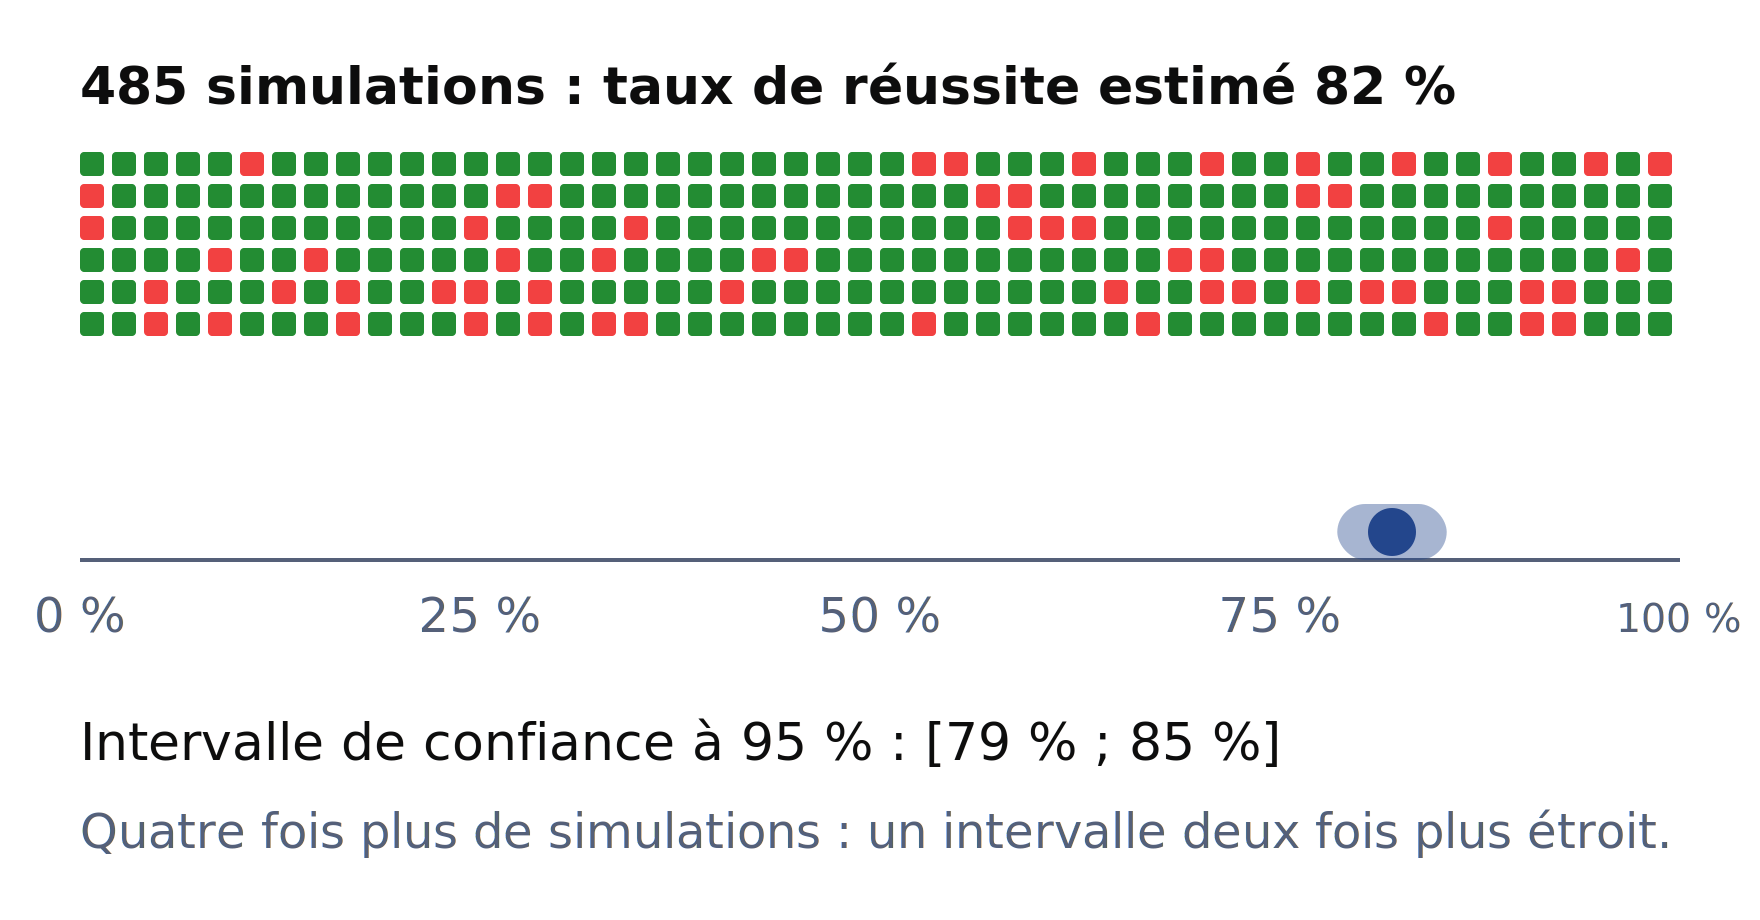 485 simulations : taux de réussite estimé 82 %
0 % 25 % 50 % 75 % 100 %
Intervalle de confiance à 95 % : [79 % ; 85 %]
Quatre fois plus de simulations : un intervalle deux fois plus étroit.